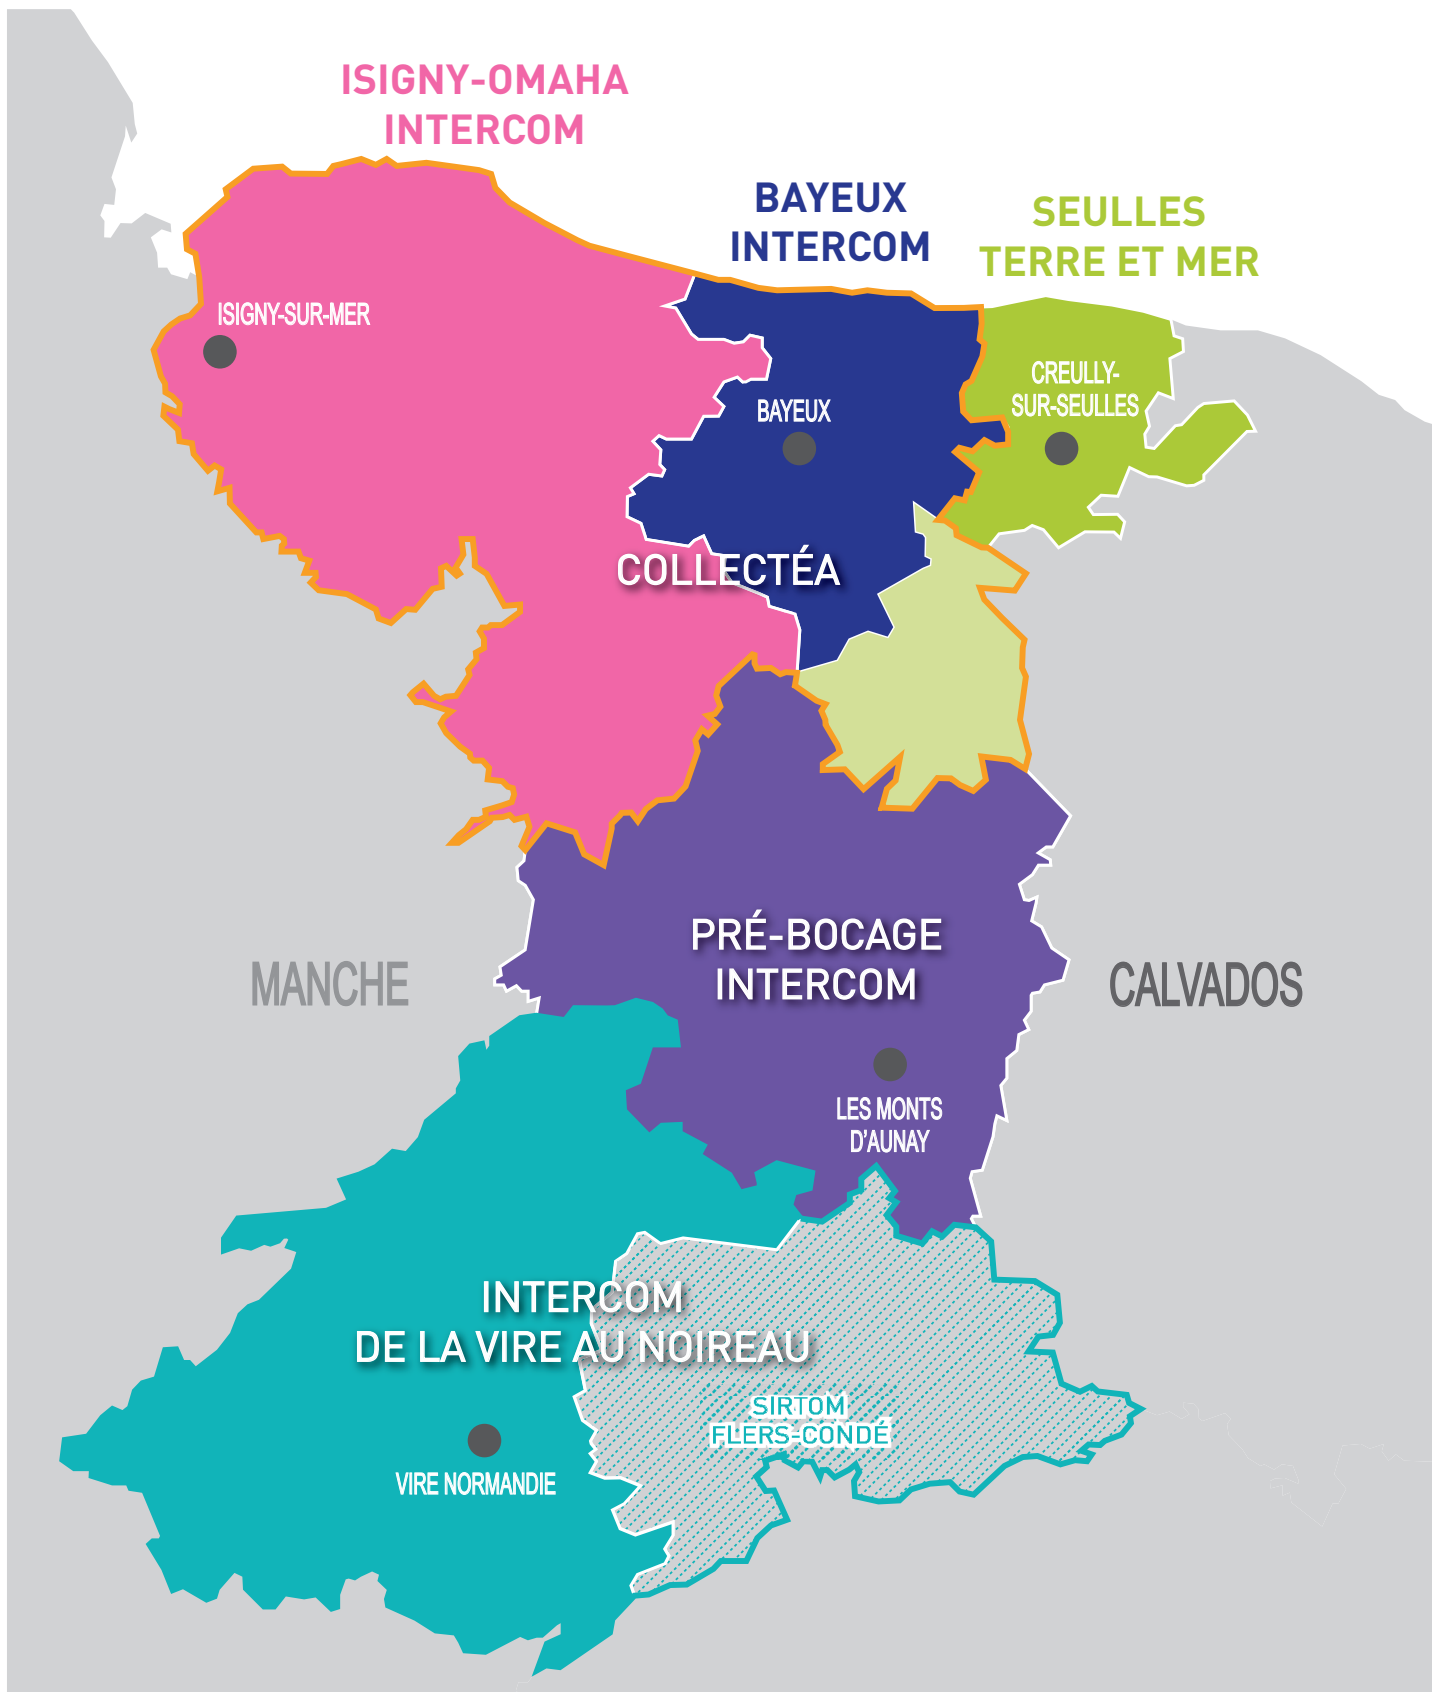 ISIGNY-OMAHA
INTERCOM
BAYEUX
INTERCOM
SEULLES
TERRE ET MER
ISIGNY-SUR-MER
CREULLY-
SUR-SEULLES
BAYEUX
COLLECTÉA
PRÉ-BOCAGE
INTERCOM
MANCHE
CALVADOS
LES MONTS
D'AUNAY
INTERCOM
DE LA VIRE AU NOIREAU
SIRTOM
FLERS-CONDÉ
VIRE NORMANDIE